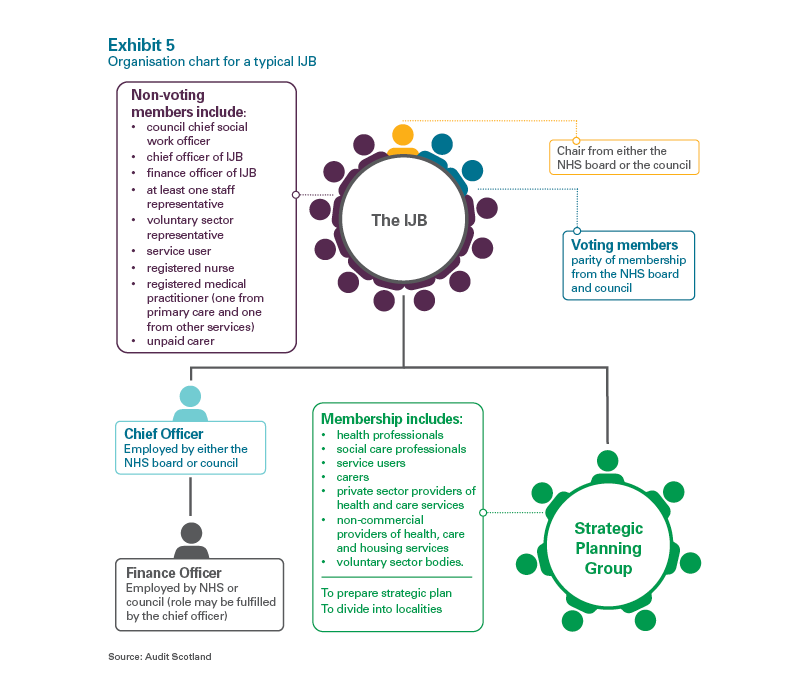 Exhibit 5
Organisation chart for a typical IJB
Non-voting
members include:
• council chief social
work officer
• chief officer of IJB
• finance officer of IJB
• at least one staff
representative
• voluntary sector
representative
• service user
• registered nurse
• registered medical
practitioner (one from
primary care and one
from other services)
• unpaid carer
The IJB
Chair from either the
NHS board or the council
Voting members
parity of membership
from the NHS board
and council
Chief Officer
Employed by either the
NHS board or council
Finance Officer
Employed by NHS or
council (role may be fulfilled
by the chief officer)
Membership includes:
• health professionals
• social care professionals
• service users
• carers
• private sector providers of
health and care services
• non-commercial
providers of health, care
and housing services
• voluntary sector bodies.
To prepare strategic plan
To divide into localities
Strategic
Planning
Group
Source: Audit Scotland